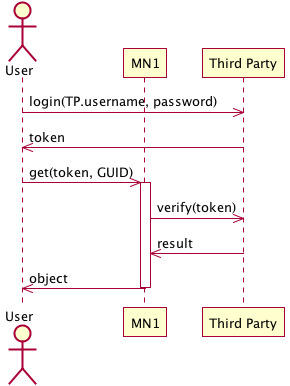 User
MN1
Third Party
login(TP.username, password)
token
get(token, GUID)
verify(token)
result
object
User
MN1
Third Party